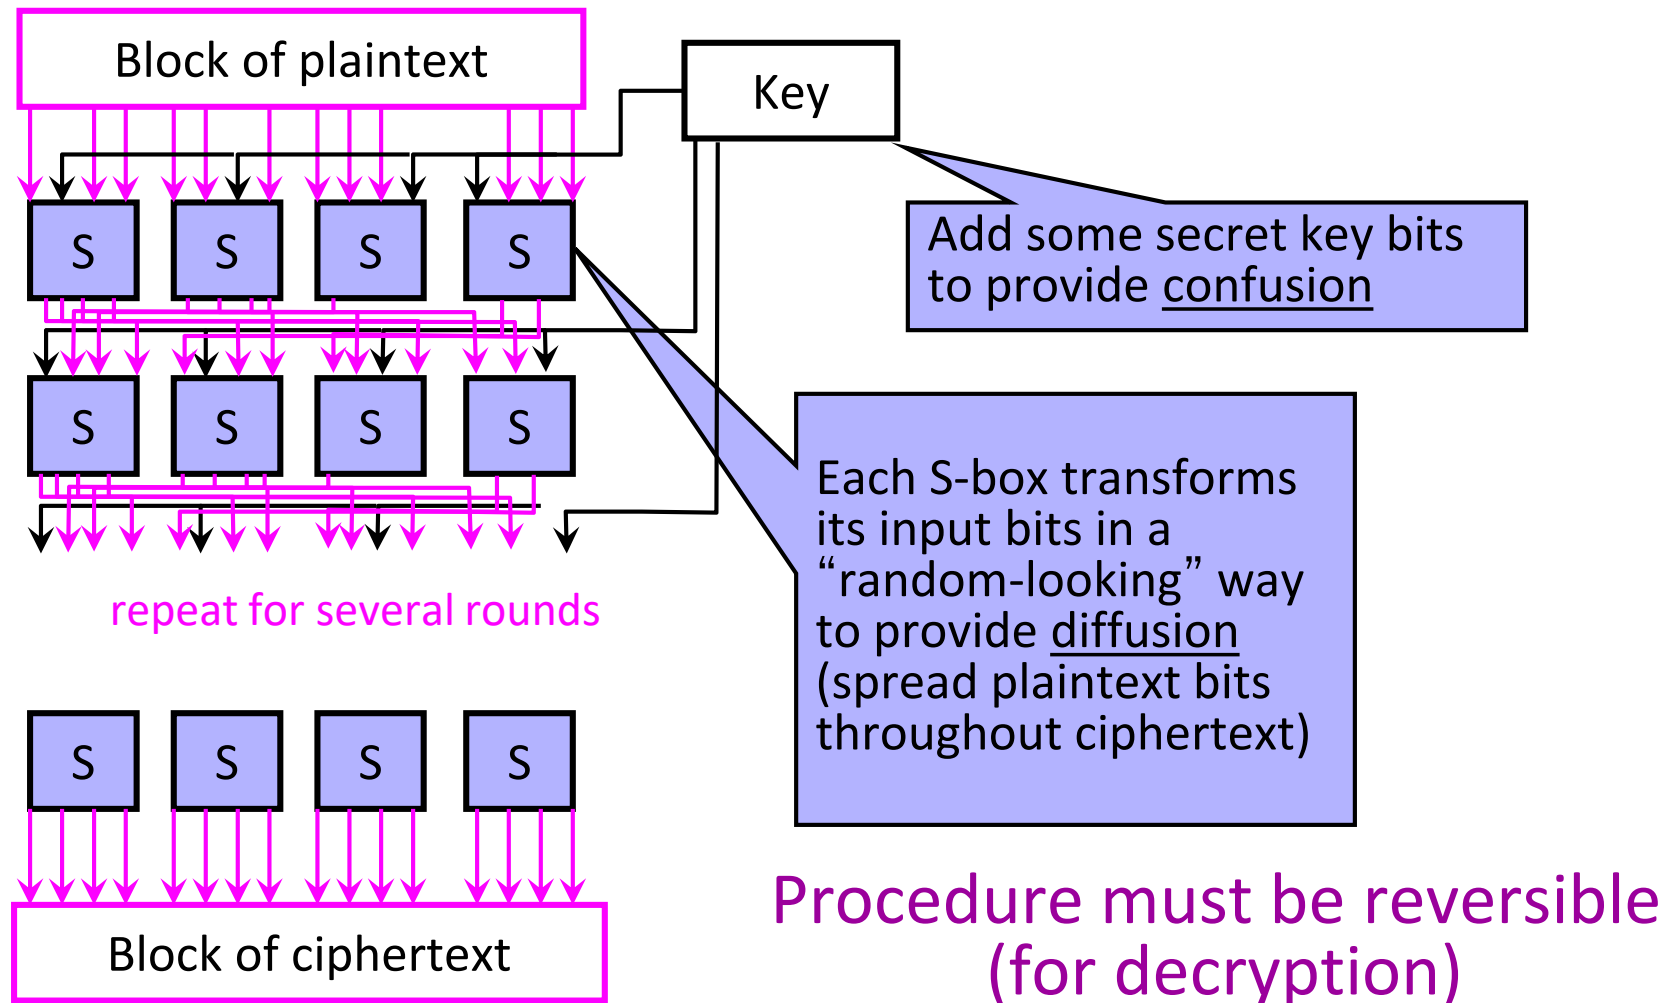 Block of plaintext
Key
S S S S
Add some secret key bits
to provide confusion
S S S S
Each S-box transforms
its input bits in a
“random-looking” way
to provide diffusion
(spread plaintext bits
throughout ciphertext)
repeat for several rounds
S S S S
Block of ciphertext
Procedure must be reversible
(for decryption)